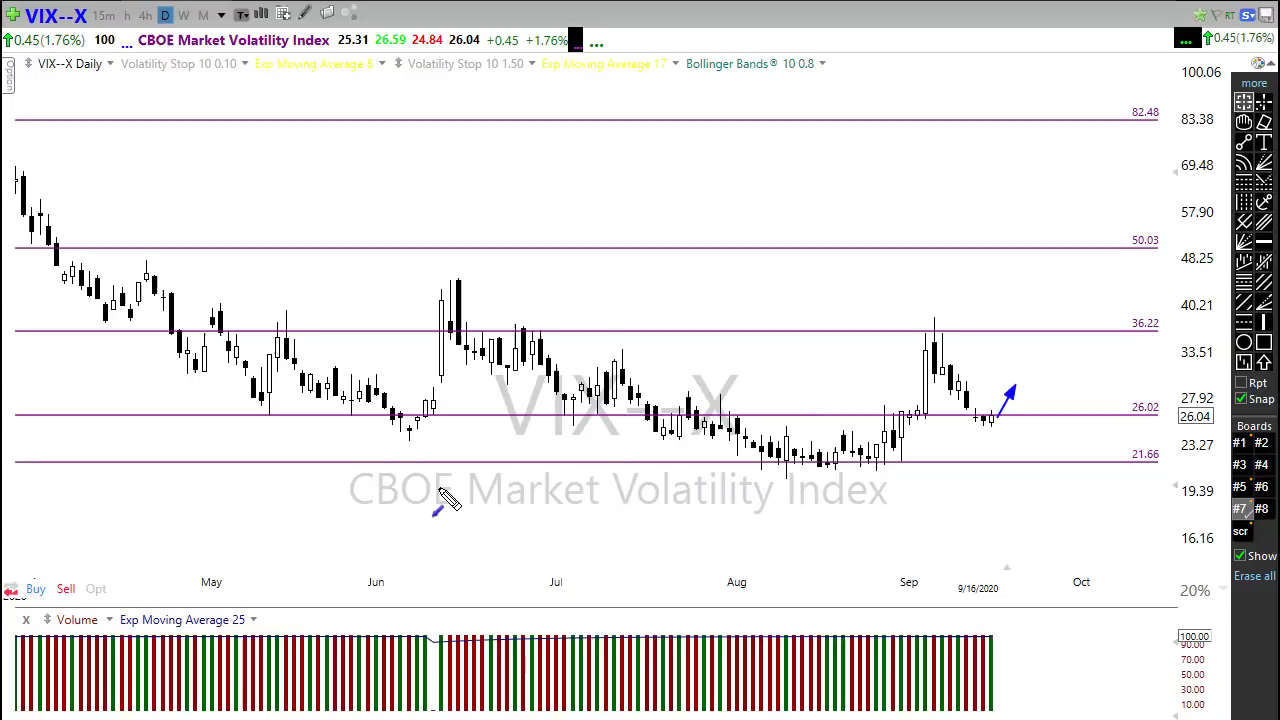 VIX--X 15m h 4h D W M T RT S
0.45(1.76%) 100 ... CBOE Market Volatility Index 25.31 26.59 24.84 26.04 +0.45 +1.76% ... ... 0.45(1.76%)
Option
VIX--X Daily Volatility Stop 10 0.10 Exp Moving Average 8 Volatility Stop 10 1.50 Exp Moving Average 17 Bollinger Bands® 10 0.8
100.06
82.48
83.38
69.48
57.90
50.03
48.25
40.21
36.22
33.51
27.92
26.02
26.04
23.27
21.66
19.39
16.16
VIX--X
CBOE Market Volatility Index
May Jun Jul Aug Sep 9/16/2020 Oct
Buy Sell Opt
20%
X Volume Exp Moving Average 25
100.00
90.00
70.00
50.00
30.00
10.00
more
T
Rpt
Snap
Boards
#1 #2
#3 #4
#5 #6
#7 #8
scr
Show
Erase all